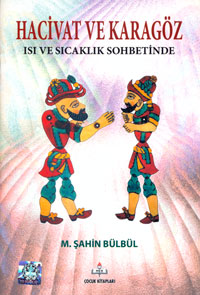 HACİVAT VE KARAGÖZ
ISI VE SICAKLIK SOHBETİNDE
M. ŞAHİN BÜLBÜL
ÇOCUK KİTAPLARI